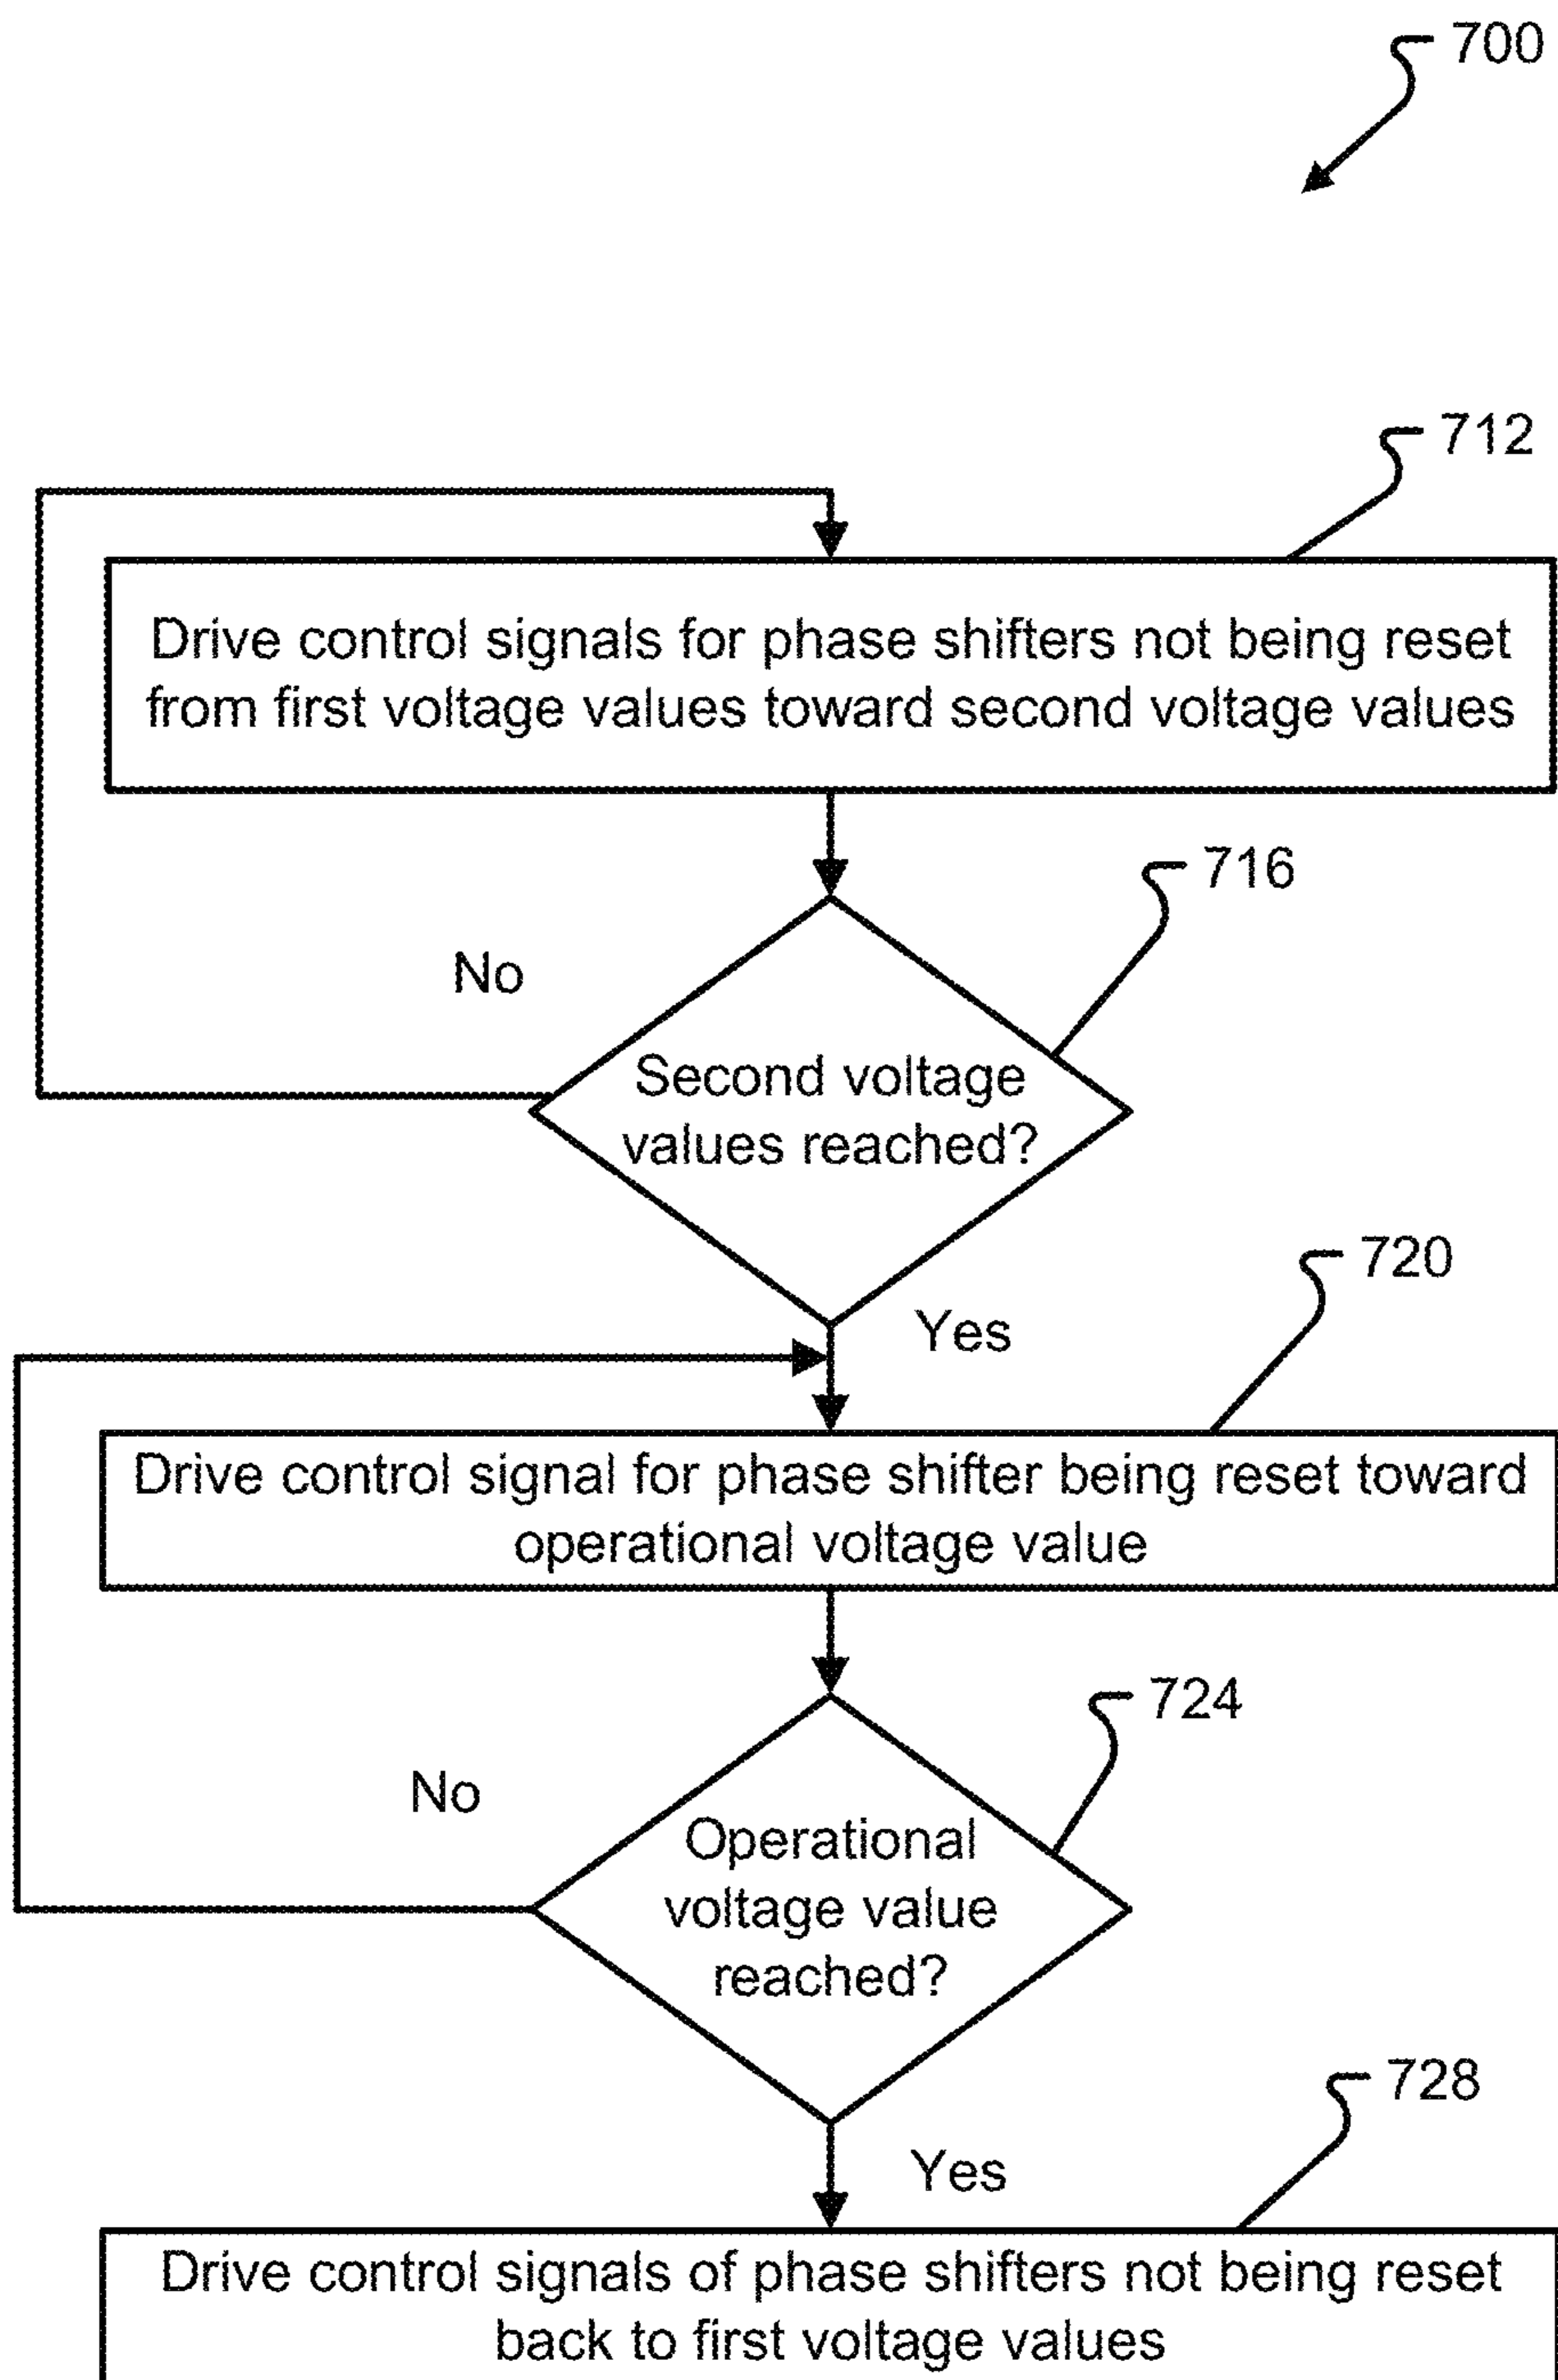 700
712
Drive control signals for phase shifters not being reset
from first voltage values toward second voltage values
716
No
Second voltage
values reached?
720
Yes
Drive control signal for phase shifter being reset toward
operational voltage value
724
No
Operational
voltage value
reached?
728
Yes
Drive control signals of phase shifters not being reset
back to first voltage values